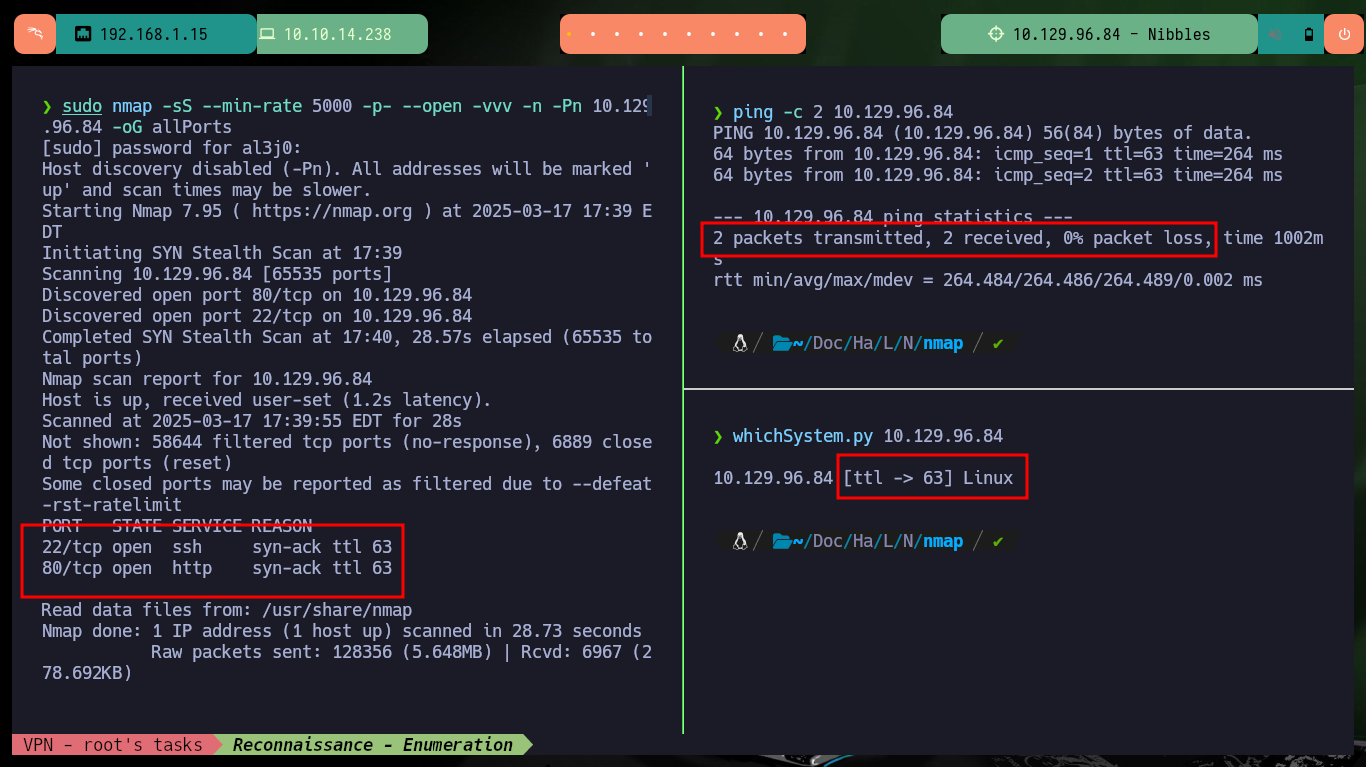 192.168.1.15
10.10.14.238
10.129.96.84 - Nibbles
❯ sudo nmap -sS --min-rate 5000 -p- --open -vvv -n -Pn 10.129
.96.84 -oG allPorts
[sudo] password for al3j0:
Host discovery disabled (-Pn). All addresses will be marked '
up' and scan times may be slower.
Starting Nmap 7.95 ( https://nmap.org ) at 2025-03-17 17:39 E
DT
Initiating SYN Stealth Scan at 17:39
Scanning 10.129.96.84 [65535 ports]
Discovered open port 80/tcp on 10.129.96.84
Discovered open port 22/tcp on 10.129.96.84
Completed SYN Stealth Scan at 17:40, 28.57s elapsed (65535 to
tal ports)
Nmap scan report for 10.129.96.84
Host is up, received user-set (1.2s latency).
Scanned at 2025-03-17 17:39:55 EDT for 28s
Not shown: 58644 filtered tcp ports (no-response), 6889 close
d tcp ports (reset)
Some closed ports may be reported as filtered due to --defeat
-rst-ratelimit
PORT   STATE SERVICE REASON
22/tcp open  ssh     syn-ack ttl 63
80/tcp open  http    syn-ack ttl 63
Read data files from: /usr/share/nmap
Nmap done: 1 IP address (1 host up) scanned in 28.73 seconds
Raw packets sent: 128356 (5.648MB) | Rcvd: 6967 (2
78.692KB)
❯ ping -c 2 10.129.96.84
PING 10.129.96.84 (10.129.96.84) 56(84) bytes of data.
64 bytes from 10.129.96.84: icmp_seq=1 ttl=63 time=264 ms
64 bytes from 10.129.96.84: icmp_seq=2 ttl=63 time=264 ms
--- 10.129.96.84 ping statistics ---
2 packets transmitted, 2 received, 0% packet loss, time 1002m
s
rtt min/avg/max/mdev = 264.484/264.486/264.489/0.002 ms
/ ~/Doc/Ha/L/N/nmap / ✔
❯ whichSystem.py 10.129.96.84
10.129.96.84 [ttl -> 63] Linux
/ ~/Doc/Ha/L/N/nmap / ✔
VPN - root's tasks
Reconnaissance - Enumeration